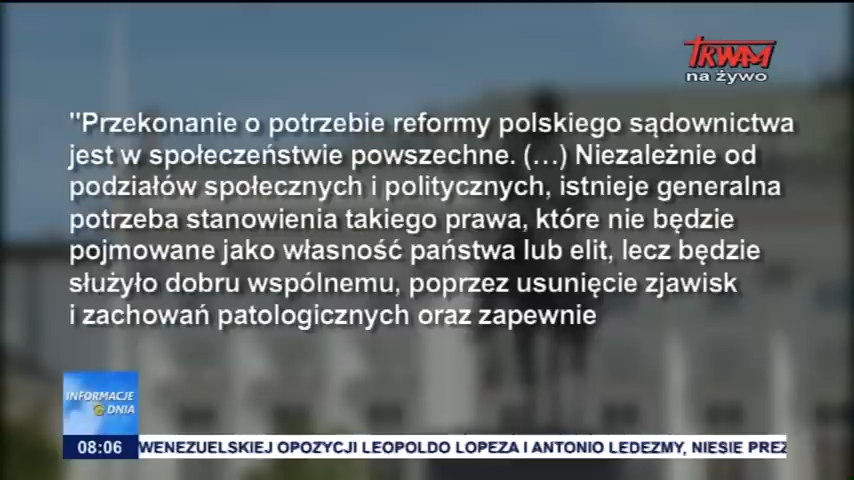 TRWAM
na żywo
"Przekonanie o potrzebie reformy polskiego sądownictwa
jest w społeczeństwie powszechne. (...) Niezależnie od
podziałów społecznych i politycznych, istnieje generalna
potrzeba stanowienia takiego prawa, które nie będzie
pojmowane jako własność państwa lub elit, lecz będzie
służyło dobru wspólnemu, poprzez usunięcie zjawisk
i zachowań patologicznych oraz zapewnie
INFORMACJE
DNIA
08:06 WENEZUELSKIEJ OPOZYCJI LEOPOLDO LOPEZA I ANTONIO LEDEZMY, NIESIE PREZ